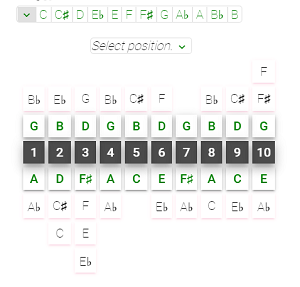 C C♯ D E♭ E F F♯ G A♭ A B♭ B
Select position.
F
B♭ E♭ G B♭ C♯ F B♭ C♯ F♯
G B D G B D G B D G
1 2 3 4 5 6 7 8 9 10
A D F♯ A C E F♯ A C E
A♭ C♯ F A♭ E♭ A♭ C E♭ A♭
C E
E♭